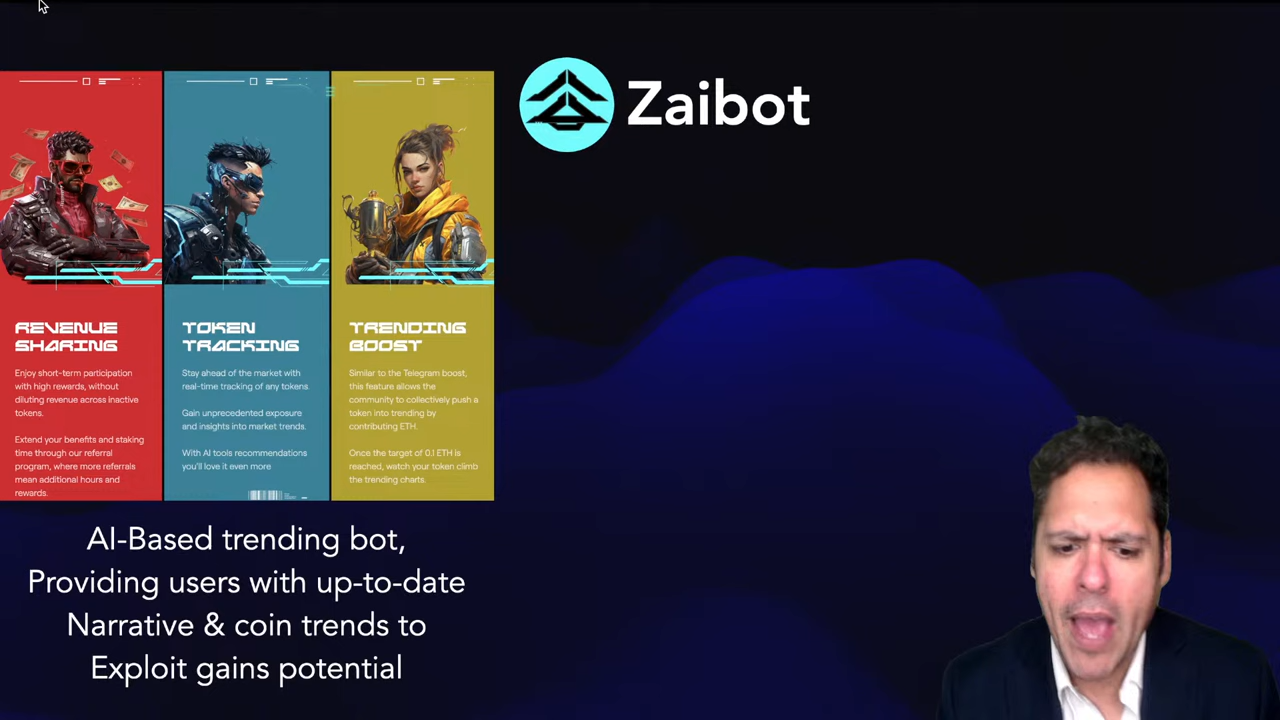 Zaibot
REVENUE
SHARING
Enjoy short-term participation
with high rewards, without
diluting revenue across inactive
tokens.
Extend your benefits and staking
time through our referral
program, where more referrals
mean additional hours and
rewards.
TOKEN
TRACKING
Stay ahead of the market with
real-time tracking of any tokens
Gain unprecedented exposure
and insights into market trends.
With AI tools recommendations
you'll love it even more
TRENDING
BOOST
Similar to the Telegram boost,
this feature allows the
community to collectively push a
token into trending by
contributing ETH.
Once the target of 0.1 ETH is
reached, watch your token climb
the trending charts.
AI-Based trending bot,
Providing users with up-to-date
Narrative & coin trends to
Exploit gains potential